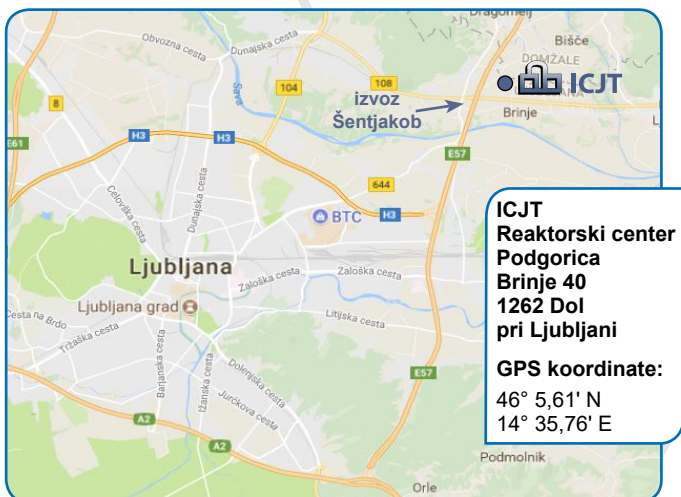 Dragomelj
Bišče
Obvozna cesta
Dunajska cesta
DOMŽALE
ICJT
104
108
Sava
izvoz
Šentjakob
Brinje
8
H3
H3
E61
E57
644
Celovška cesta
Dunajska cesta
BTC
H3
Ljubljana
Zaloška cesta
Zaloška cesta
Ljubljana grad
Litijska cesta
Cesta na Brdo
Tržaška cesta
Barjanska cesta
Ižanska cesta
Dolenjska cesta
Jurčkova cesta
E57
A2
A2
Podmolnik
Orle
ICJT
Reaktorski center
Podgorica
Brinje 40
1262 Dol
pri Ljubljani
GPS koordinate:
46° 5,61' N
14° 35,76' E